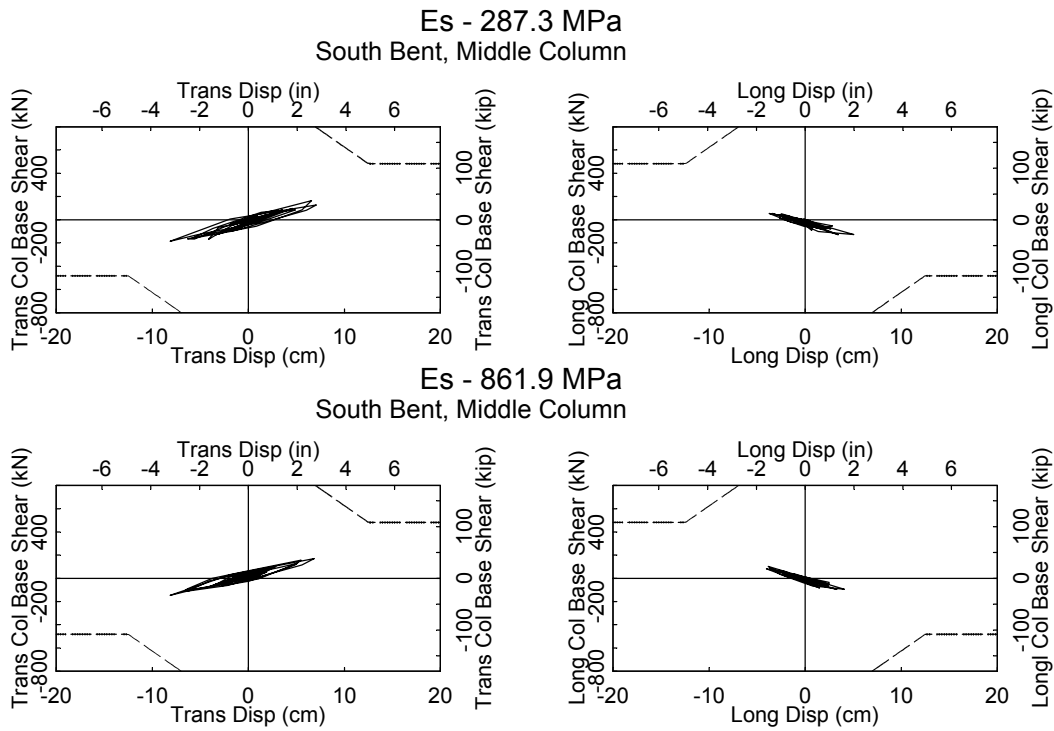 Es - 287.3 MPa
South Bent, Middle Column
Trans Disp (in)
-6 -4 -2 0 2 4 6
Trans Col Base Shear (kN)
-800 -200 400
Trans Col Base Shear (kip)
-100 0 100
-20 -10 0 10 20
Trans Disp (cm)
Long Disp (in)
-6 -4 -2 0 2 4 6
Long Col Base Shear (kN)
-800 -200 400
Longl Col Base Shear (kip)
-100 0 100
-20 -10 0 10 20
Long Disp (cm)
Es - 861.9 MPa
South Bent, Middle Column
Trans Disp (in)
-6 -4 -2 0 2 4 6
Trans Col Base Shear (kN)
-800 -200 400
Trans Col Base Shear (kip)
-100 0 100
-20 -10 0 10 20
Trans Disp (cm)
Long Disp (in)
-6 -4 -2 0 2 4 6
Long Col Base Shear (kN)
-800 -200 400
Longl Col Base Shear (kip)
-100 0 100
-20 -10 0 10 20
Long Disp (cm)